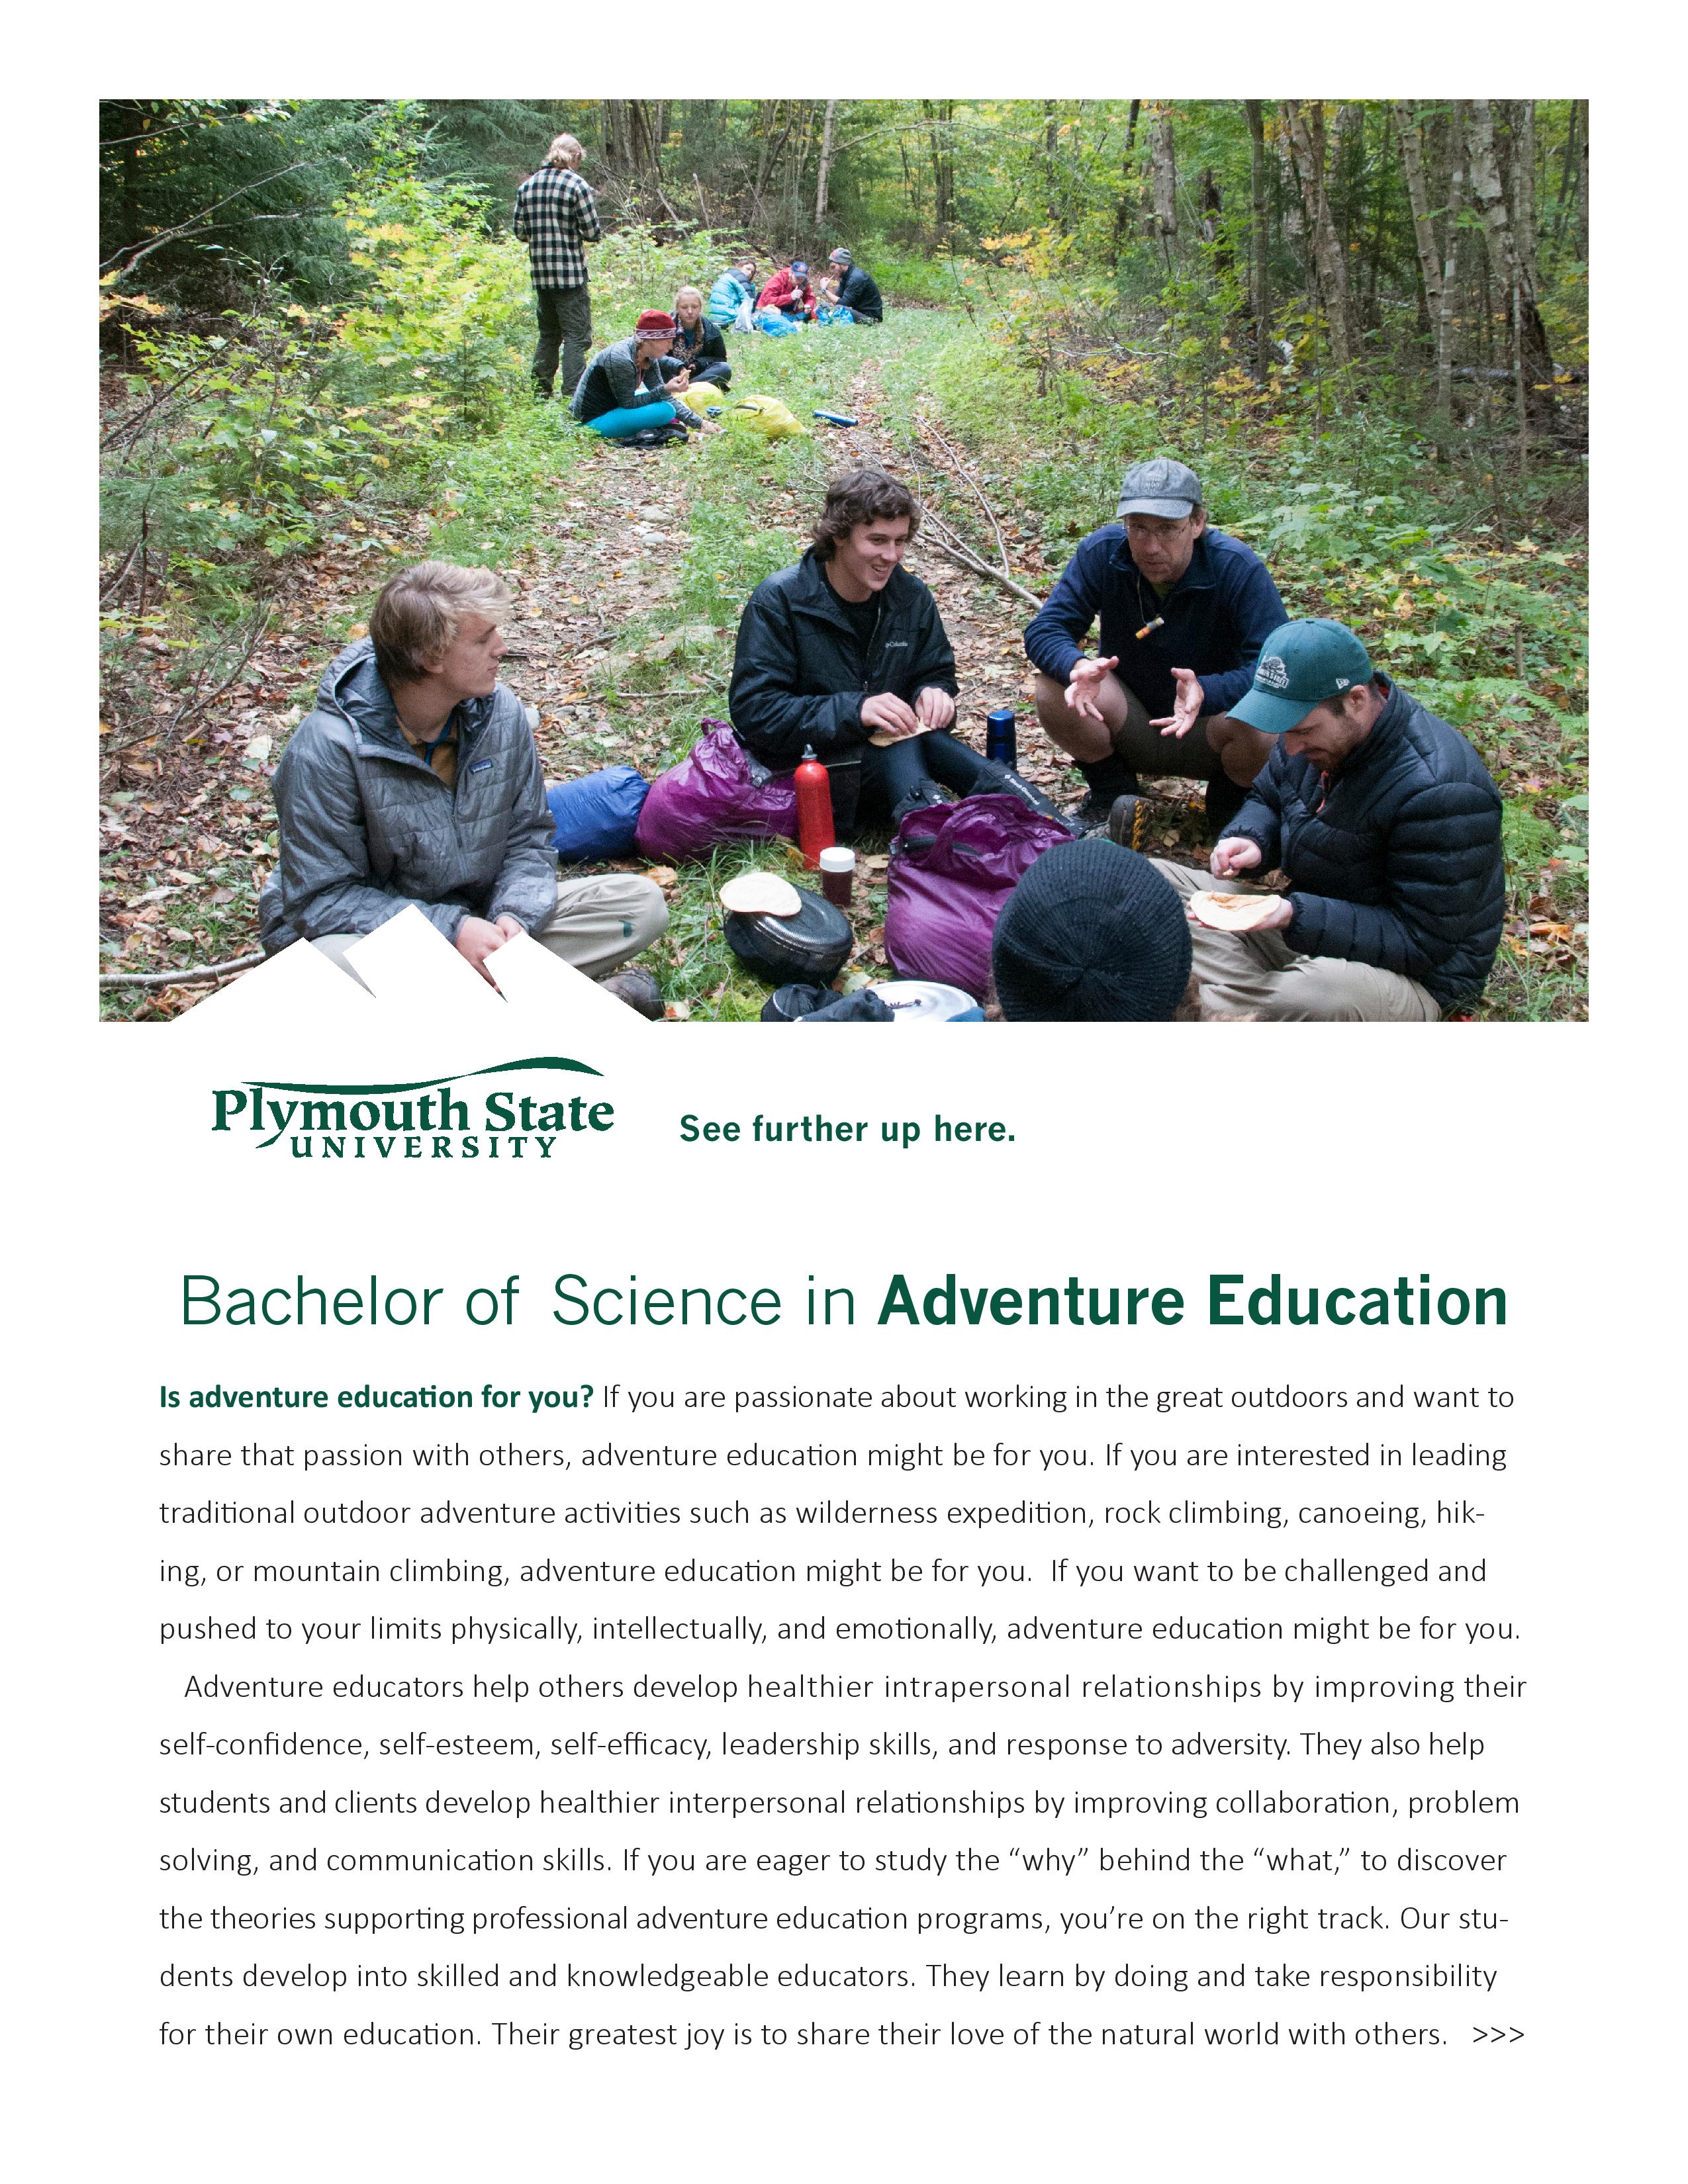 Columbia
Plymouth State
UNIVERSITY
See further up here.
Bachelor of Science in Adventure Education
Is adventure education for you? If you are passionate about working in the great outdoors and want to
share that passion with others, adventure education might be for you. If you are interested in leading
traditional outdoor adventure activities such as wilderness expedition, rock climbing, canoeing, hik-
ing, or mountain climbing, adventure education might be for you.  If you want to be challenged and
pushed to your limits physically, intellectually, and emotionally, adventure education might be for you.
Adventure educators help others develop healthier intrapersonal relationships by improving their
self-confidence, self-esteem, self-efficacy, leadership skills, and response to adversity. They also help
students and clients develop healthier interpersonal relationships by improving collaboration, problem
solving, and communication skills. If you are eager to study the “why” behind the “what,” to discover
the theories supporting professional adventure education programs, you’re on the right track. Our stu-
dents develop into skilled and knowledgeable educators. They learn by doing and take responsibility
for their own education. Their greatest joy is to share their love of the natural world with others.   >>>